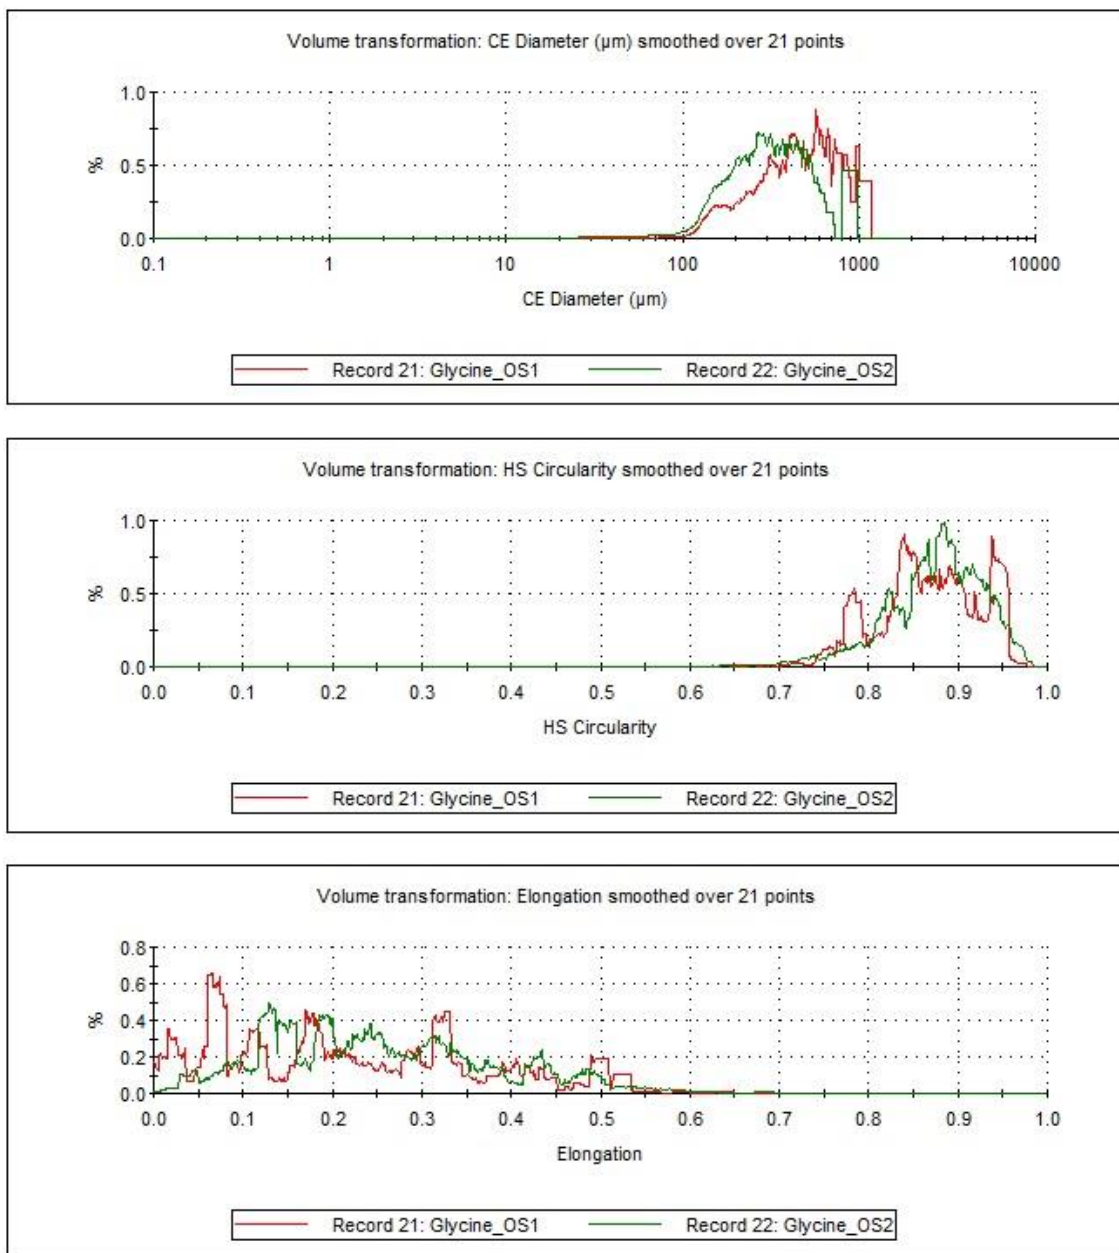 Volume transformation: CE Diameter (µm) smoothed over 21 points
1.0
0.5
0.0
%
0.1 1 10 100 1000 10000
CE Diameter (µm)
Record 21: Glycine_OS1 Record 22: Glycine_OS2
Volume transformation: HS Circularity smoothed over 21 points
1.0
0.5
0.0
%
0.0 0.1 0.2 0.3 0.4 0.5 0.6 0.7 0.8 0.9 1.0
HS Circularity
Record 21: Glycine_OS1 Record 22: Glycine_OS2
Volume transformation: Elongation smoothed over 21 points
0.8
0.6
0.4
0.2
0.0
%
0.0 0.1 0.2 0.3 0.4 0.5 0.6 0.7 0.8 0.9 1.0
Elongation
Record 21: Glycine_OS1 Record 22: Glycine_OS2